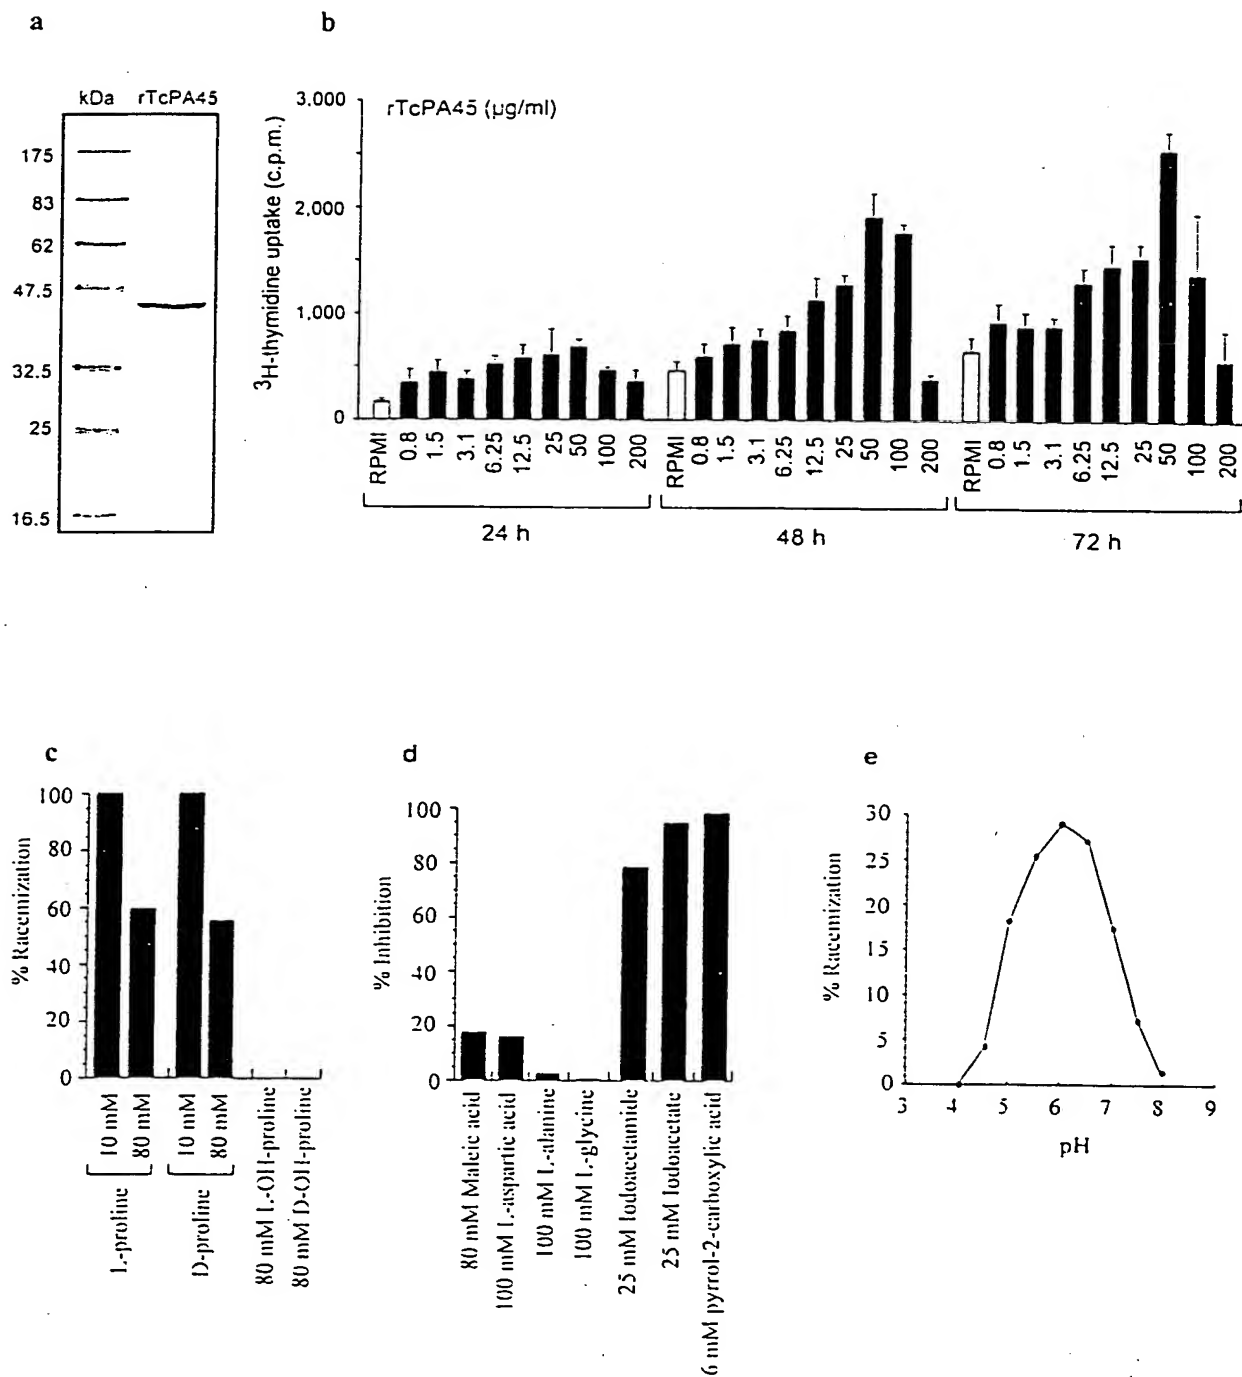 a
b
kDa rTcPA45
175
83
62
47.5
32.5
25
16.5
rTcPA45 (µg/ml)
³H-thymidine uptake (c.p.m.)
3,000
2,000
1,000
0
RPMI 0.8 1.5 3.1 6.25 12.5 25 50 100 200
RPMI 0.8 1.5 3.1 6.25 12.5 25 50 100 200
RPMI 0.8 1.5 3.1 6.25 12.5 25 50 100 200
24 h
48 h
72 h
c
% Racemization
100
80
60
40
20
0
10 mM
80 mM
10 mM
80 mM
80 mM L-OH-proline
80 mM D-OH-proline
L-proline
D-proline
d
% Inhibition
100
80
60
40
20
0
80 mM Maleic acid
100 mM L-aspartic acid
100 mM L-alanine
100 mM L-glycine
25 mM Iodoacetamide
25 mM Iodoacetate
6 mM pyrrol-2-carboxylic acid
e
% Racemization
30
25
20
15
10
5
0
3 4 5 6 7 8 9
pH